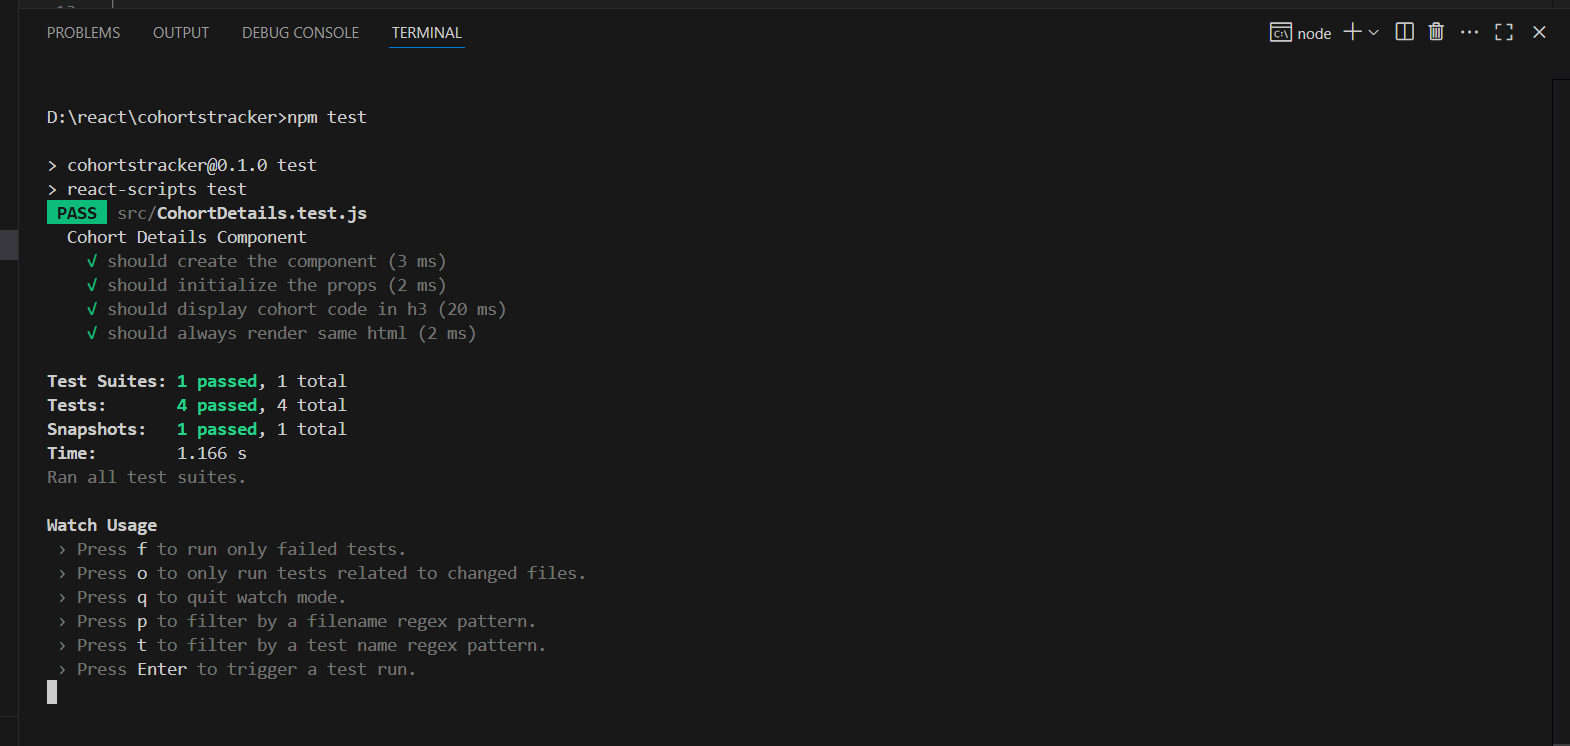 PROBLEMS OUTPUT DEBUG CONSOLE TERMINAL node
D:\react\cohortstracker>npm test
> cohortstracker@0.1.0 test
> react-scripts test
PASS src/CohortDetails.test.js
Cohort Details Component
√ should create the component (3 ms)
√ should initialize the props (2 ms)
√ should display cohort code in h3 (20 ms)
√ should always render same html (2 ms)
Test Suites: 1 passed, 1 total
Tests: 4 passed, 4 total
Snapshots: 1 passed, 1 total
Time: 1.166 s
Ran all test suites.
Watch Usage
› Press f to run only failed tests.
› Press o to only run tests related to changed files.
› Press q to quit watch mode.
› Press p to filter by a filename regex pattern.
› Press t to filter by a test name regex pattern.
› Press Enter to trigger a test run.